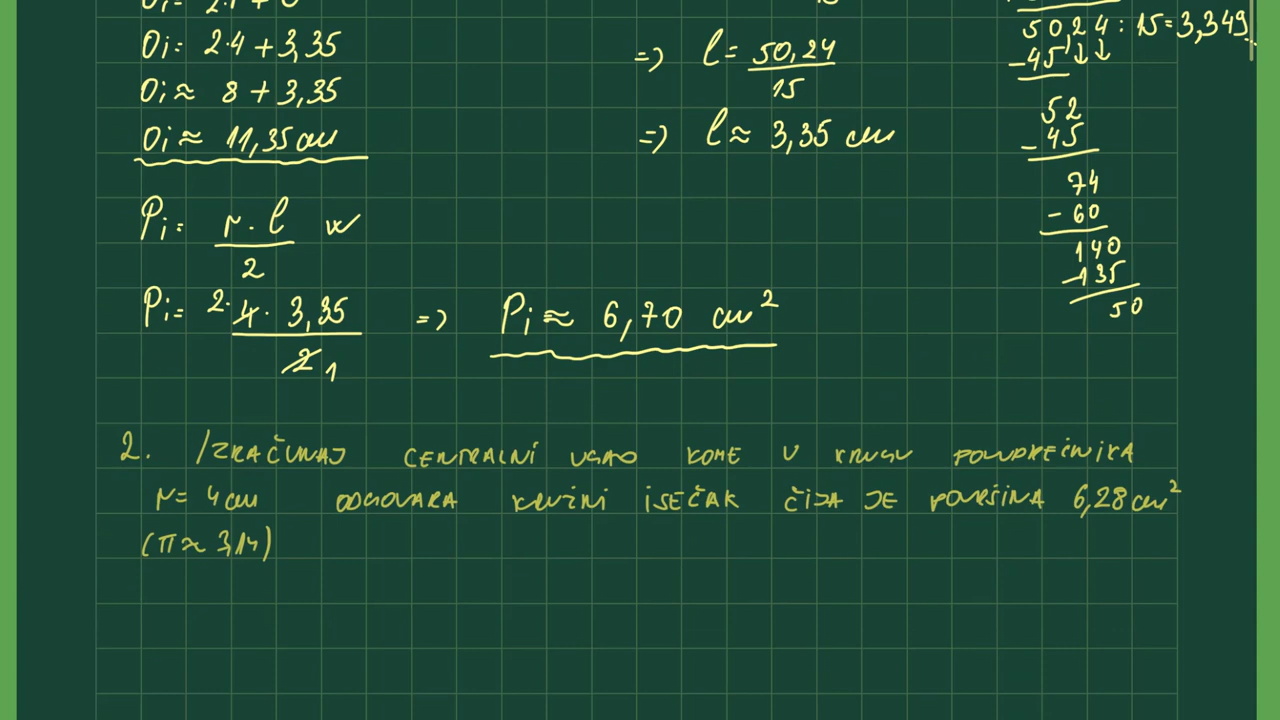 Oi= 2·4 + 3,35
Oi≈ 8 + 3,35
Oi≈ 11,35 cm
=> l = 50,24 / 15
=> l ≈ 3,35 cm
50,24 : 15 = 3,349..
-45
52
-45
74
-60
140
-135
50
Pi= r·l / 2
Pi= 2· 4· 3,35 / 2 1 => Pi ≈ 6,70 cm²
2. IZRAČUNAJ CENTRALNI UGAO KOME U KRUGU POLUPREČNIKA
r= 4 cm ODGOVARA KRUŽNI ISEČAK ČIJA JE POVRŠINA 6,28 cm²
(π≈ 3,14)